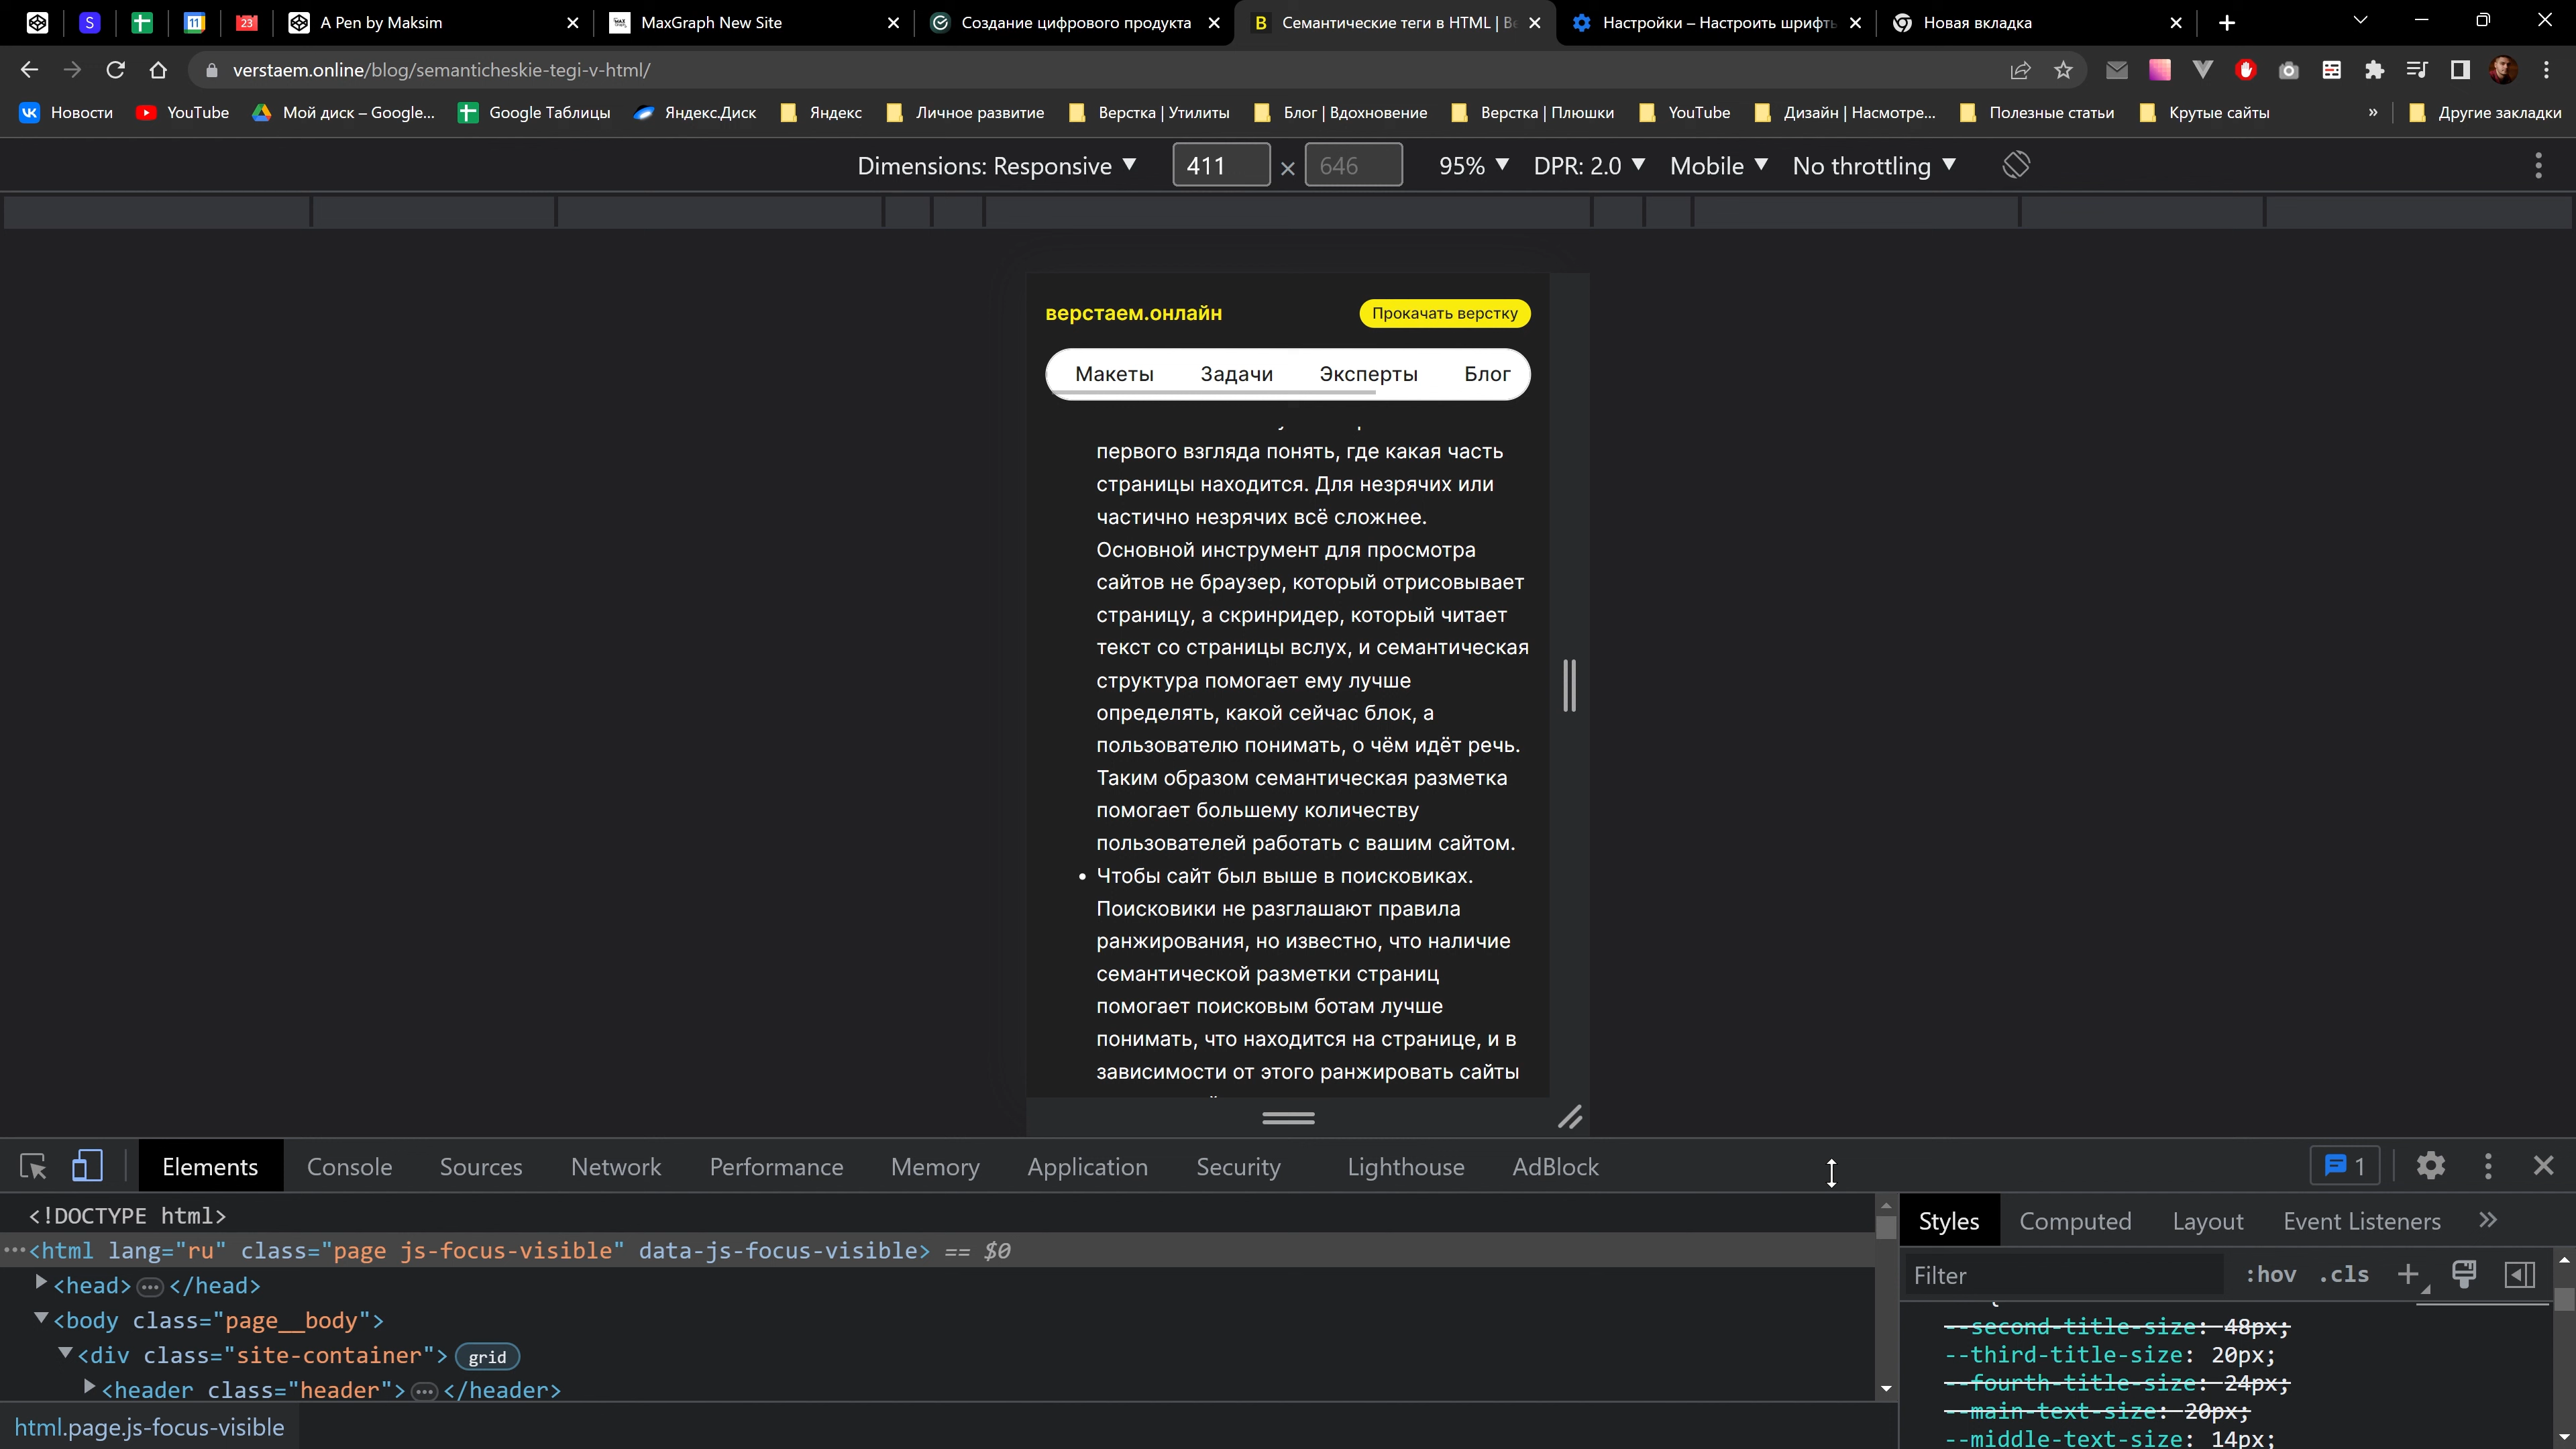 S
11
23
A Pen by Maksim
MaxGraph New Site
Создание цифрового продукта
B
Семантические теги в HTML | Ве
Настройки – Настроить шрифты
Новая вкладка
verstaem.online/blog/semanticheskie-tegi-v-html/
Новости
YouTube
Мой диск – Google...
Google Таблицы
Яндекс.Диск
Яндекс
Личное развитие
Верстка | Утилиты
Блог | Вдохновение
Верстка | Плюшки
YouTube
Дизайн | Насмотре...
Полезные статьи
Крутые сайты
»
Другие закладки
Dimensions: Responsive ▼ 411 × 646 95% ▼ DPR: 2.0 ▼ Mobile ▼ No throttling ▼
верстаем.онлайн
Прокачать верстку
Макеты Задачи Эксперты Блог
первого взгляда понять, где какая часть
страницы находится. Для незрячих или
частично незрячих всё сложнее.
Основной инструмент для просмотра
сайтов не браузер, который отрисовывает
страницу, а скринридер, который читает
текст со страницы вслух, и семантическая
структура помогает ему лучше
определять, какой сейчас блок, а
пользователю понимать, о чём идёт речь.
Таким образом семантическая разметка
помогает большему количеству
пользователей работать с вашим сайтом.
• Чтобы сайт был выше в поисковиках.
Поисковики не разглашают правила
ранжирования, но известно, что наличие
семантической разметки страниц
помогает поисковым ботам лучше
понимать, что находится на странице, и в
зависимости от этого ранжировать сайты
Elements Console Sources Network Performance Memory Application Security Lighthouse AdBlock
1
<!DOCTYPE html>
⋯<html lang="ru" class="page js-focus-visible" data-js-focus-visible> == $0
▶<head>⋯</head>
▼<body class="page__body">
▼<div class="site-container"> grid
▶<header class="header">⋯</header>
html.page.js-focus-visible
Styles Computed Layout Event Listeners »
Filter :hov .cls +
--second-title-size: 48px;
--third-title-size: 20px;
--fourth-title-size: 24px;
--main-text-size: 20px;
--middle-text-size: 14px;